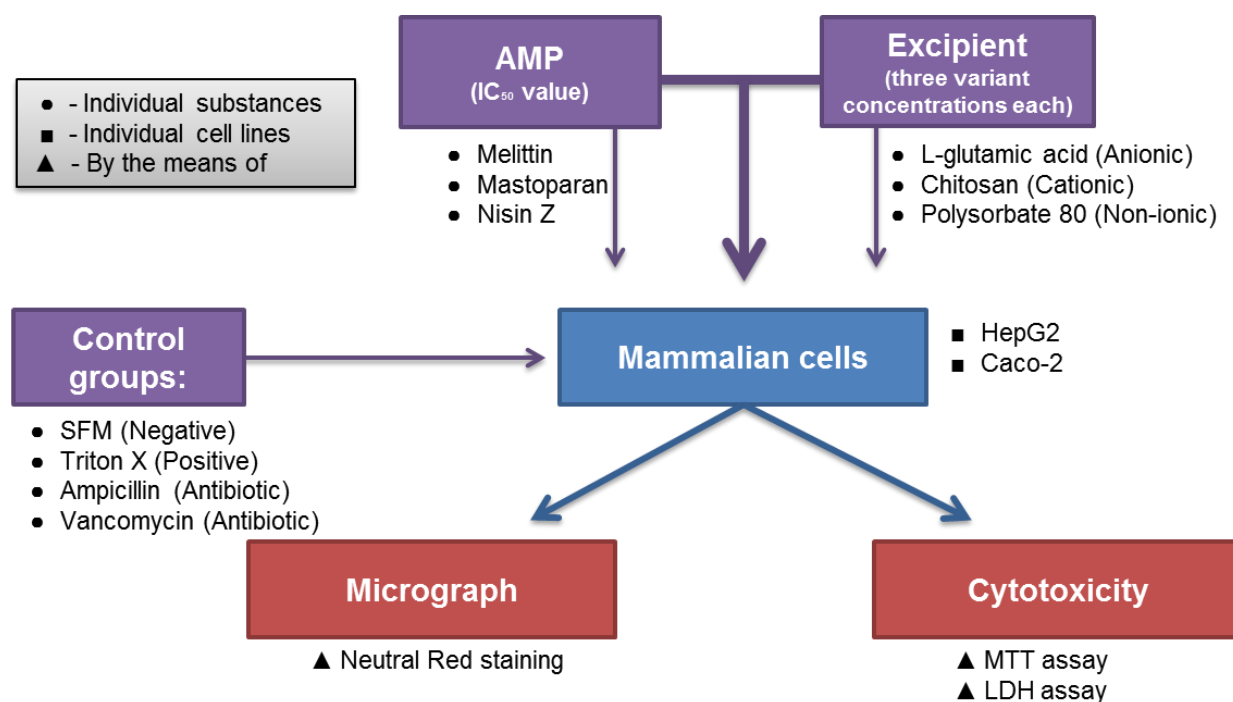 AMP
(IC₅₀ value)
Excipient
(three variant
concentrations each)
● - Individual substances
■ - Individual cell lines
▲ - By the means of
● Melittin
● Mastoparan
● Nisin Z
● L-glutamic acid (Anionic)
● Chitosan (Cationic)
● Polysorbate 80 (Non-ionic)
Control
groups:
Mammalian cells
■ HepG2
■ Caco-2
● SFM (Negative)
● Triton X (Positive)
● Ampicillin (Antibiotic)
● Vancomycin (Antibiotic)
Micrograph
Cytotoxicity
▲ Neutral Red staining
▲ MTT assay
▲ LDH assay